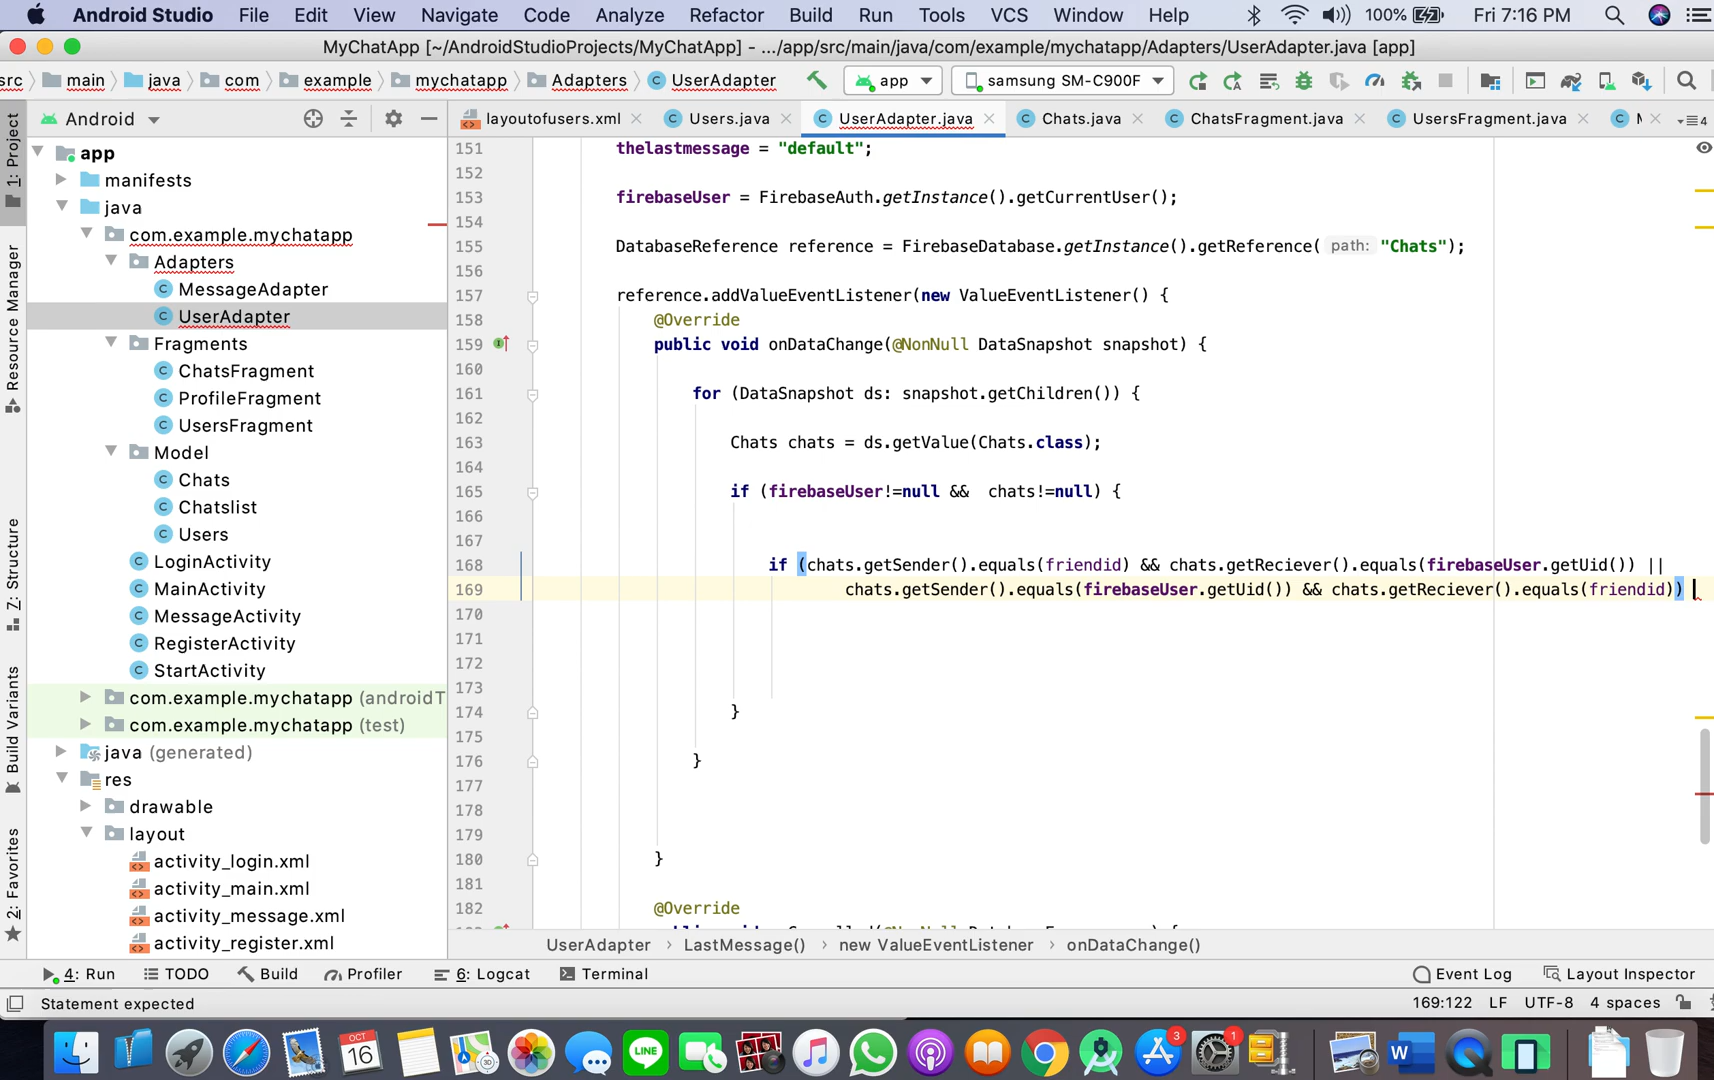 Android Studio File Edit View Navigate Code Analyze Refactor Build Run Tools VCS Window Help 100% Fri 7:16 PM
MyChatApp [~/AndroidStudioProjects/MyChatApp] - .../app/src/main/java/com/example/mychatapp/Adapters/UserAdapter.java [app]
src main java com example mychatapp Adapters UserAdapter app samsung SM-C900F
Android layoutofusers.xml Users.java UserAdapter.java Chats.java ChatsFragment.java UsersFragment.java
1: Project
Resource Manager
7: Structure
Build Variants
2: Favorites
app
manifests
java
com.example.mychatapp
Adapters
MessageAdapter
UserAdapter
Fragments
ChatsFragment
ProfileFragment
UsersFragment
Model
Chats
Chatslist
Users
LoginActivity
MainActivity
MessageActivity
RegisterActivity
StartActivity
com.example.mychatapp (androidT
com.example.mychatapp (test)
java (generated)
res
drawable
layout
activity_login.xml
activity_main.xml
activity_message.xml
activity_register.xml
151 thelastmessage = "default";
152
153 firebaseUser = FirebaseAuth.getInstance().getCurrentUser();
154
155 DatabaseReference reference = FirebaseDatabase.getInstance().getReference( path: "Chats");
156
157 reference.addValueEventListener(new ValueEventListener() {
158 @Override
159 public void onDataChange(@NonNull DataSnapshot snapshot) {
160
161 for (DataSnapshot ds: snapshot.getChildren()) {
162
163 Chats chats = ds.getValue(Chats.class);
164
165 if (firebaseUser!=null && chats!=null) {
166
167
168 if (chats.getSender().equals(friendid) && chats.getReciever().equals(firebaseUser.getUid()) ||
169 chats.getSender().equals(firebaseUser.getUid()) && chats.getReciever().equals(friendid))
170
171
172
173
174 }
175
176 }
177
178
179
180 }
181
182 @Override
UserAdapter LastMessage() new ValueEventListener onDataChange()
4: Run TODO Build Profiler 6: Logcat Terminal Event Log Layout Inspector
Statement expected 169:122 LF UTF-8 4 spaces
OCT
16
LINE
3
1
W